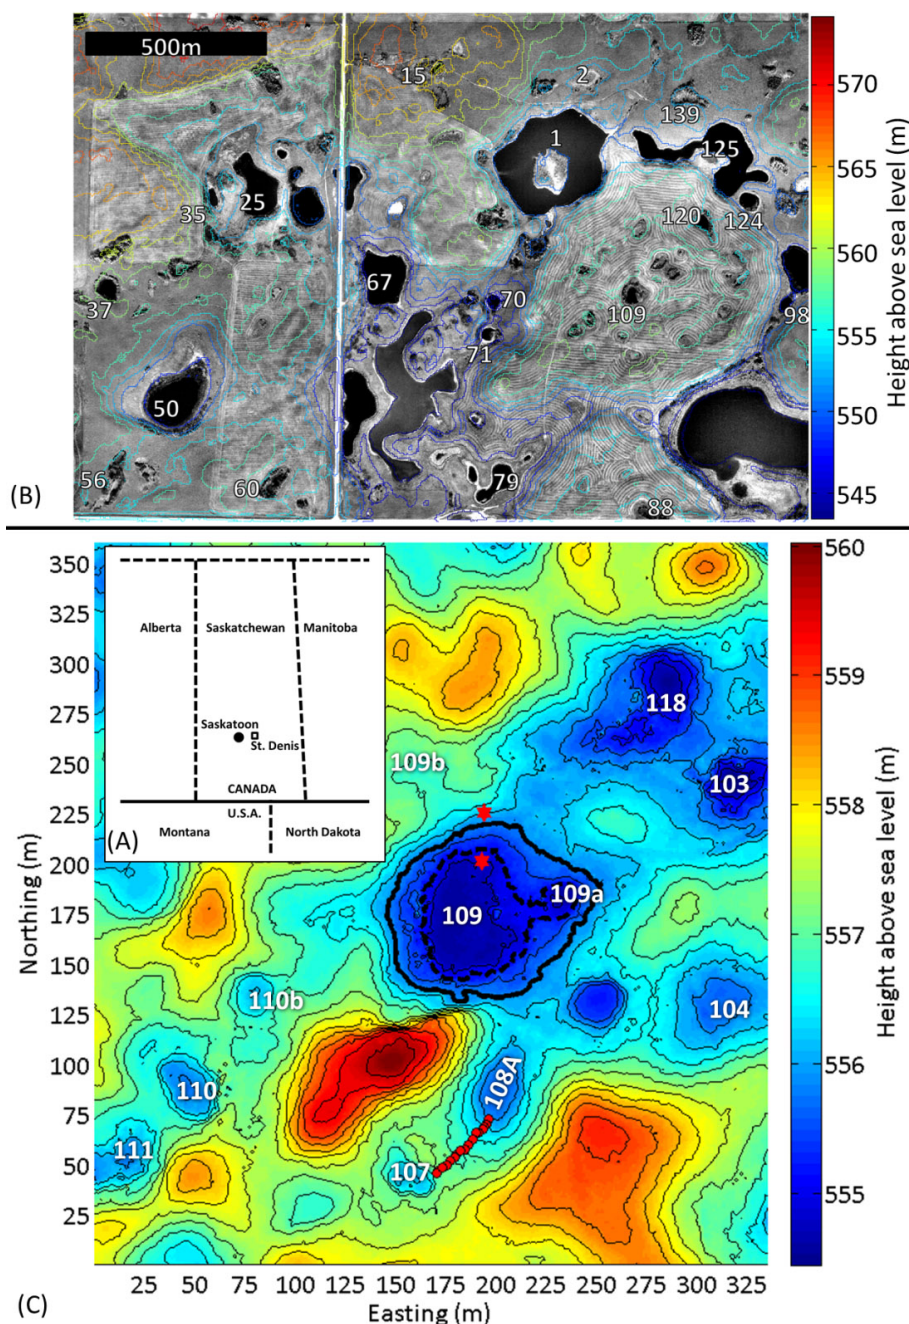 500m
15
2
139
1
125
35
25
124
120
37
67
70
109
98
71
50
56
60
79
88
(B)
570
565
560
555
550
545
Height above sea level (m)
350
325
300
275
250
225
200
175
150
125
100
75
50
25
Northing (m)
Alberta
Saskatchewan
Manitoba
Saskatoon
St. Denis
CANADA
U.S.A.
Montana
North Dakota
(A)
118
109b
103
109a
109
110b
104
110
108A
111
107
560
559
558
557
556
555
Height above sea level (m)
25 50 75 100 125 150 175 200 225 250 275 300 325
Easting (m)
(C)